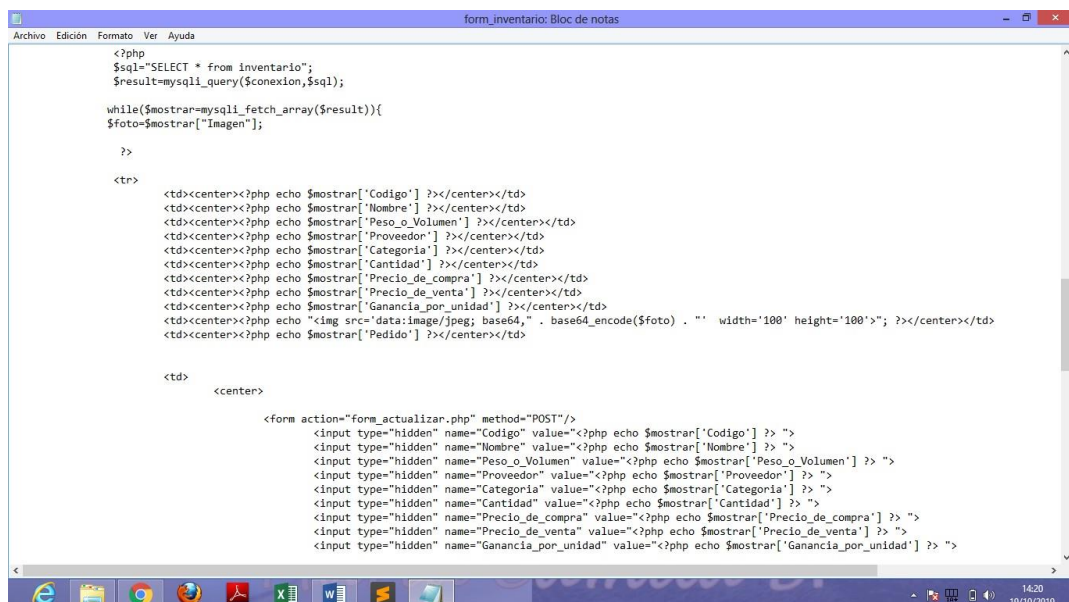 form_inventario: Bloc de notas
Archivo Edición Formato Ver Ayuda
<?php
$sql="SELECT * from inventario";
$result=mysqli_query($conexion,$sql);
while($mostrar=mysqli_fetch_array($result)){
$foto=$mostrar["Imagen"];
?>
<tr>
<td><center><?php echo $mostrar['Codigo'] ?></center></td>
<td><center><?php echo $mostrar['Nombre'] ?></center></td>
<td><center><?php echo $mostrar['Peso_o_Volumen'] ?></center></td>
<td><center><?php echo $mostrar['Proveedor'] ?></center></td>
<td><center><?php echo $mostrar['Categoria'] ?></center></td>
<td><center><?php echo $mostrar['Cantidad'] ?></center></td>
<td><center><?php echo $mostrar['Precio_de_compra'] ?></center></td>
<td><center><?php echo $mostrar['Precio_de_venta'] ?></center></td>
<td><center><?php echo $mostrar['Ganancia_por_unidad'] ?></center></td>
<td><center><?php echo "<img src='data:image/jpeg; base64," . base64_encode($foto) . "' width='100' height='100'>"; ?></center></td>
<td><center><?php echo $mostrar['Pedido'] ?></center></td>
<td>
<center>
<form action="form_actualizar.php" method="POST"/>
<input type="hidden" name="Codigo" value="<?php echo $mostrar['Codigo'] ?> ">
<input type="hidden" name="Nombre" value="<?php echo $mostrar['Nombre'] ?> ">
<input type="hidden" name="Peso_o_Volumen" value="<?php echo $mostrar['Peso_o_Volumen'] ?> ">
<input type="hidden" name="Proveedor" value="<?php echo $mostrar['Proveedor'] ?> ">
<input type="hidden" name="Categoria" value="<?php echo $mostrar['Categoria'] ?> ">
<input type="hidden" name="Cantidad" value="<?php echo $mostrar['Cantidad'] ?> ">
<input type="hidden" name="Precio_de_compra" value="<?php echo $mostrar['Precio_de_compra'] ?> ">
<input type="hidden" name="Precio_de_venta" value="<?php echo $mostrar['Precio_de_venta'] ?> ">
<input type="hidden" name="Ganancia_por_unidad" value="<?php echo $mostrar['Ganancia_por_unidad'] ?> ">
14:20
10/10/2019